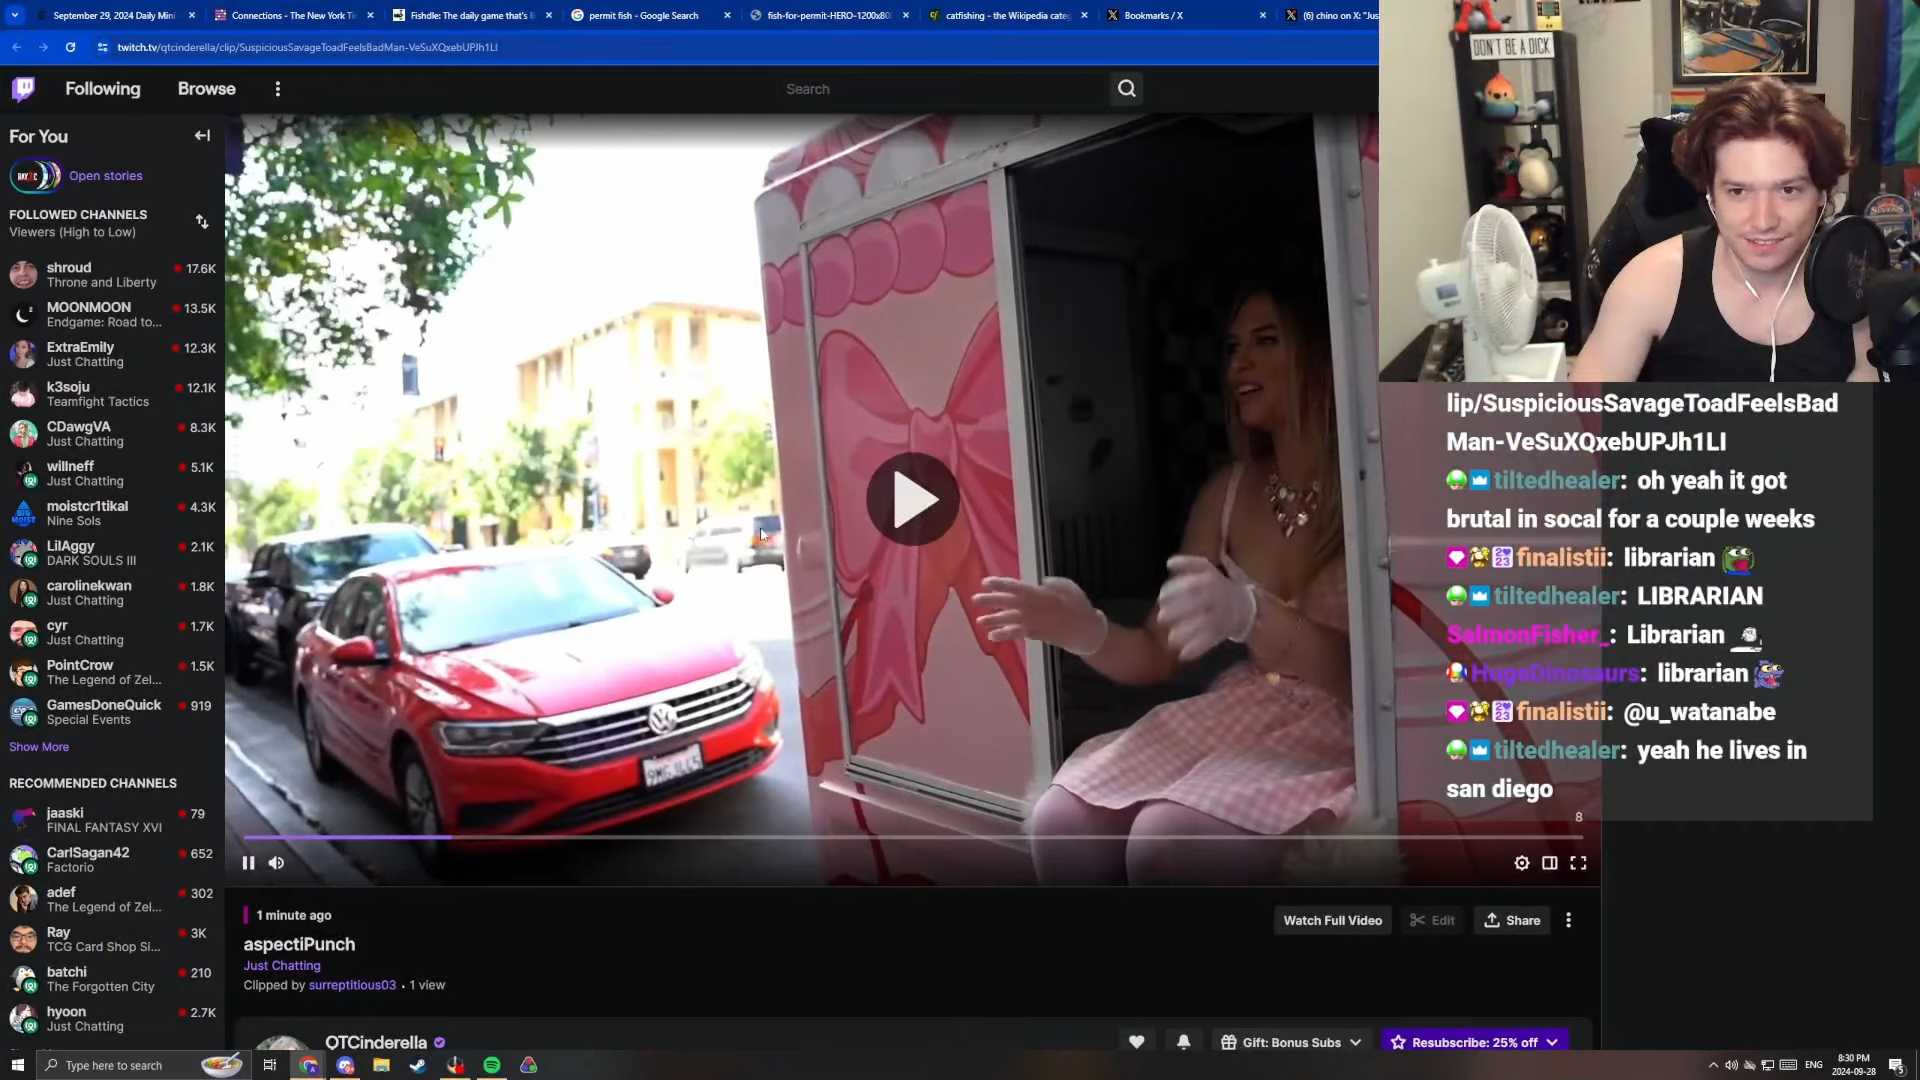 September 29, 2024 Daily Mini
Connections - The New York Ti
Fishdle: The daily game that's li
permit fish - Google Search
fish-for-permit-HERO-1200x80
catfishing - the Wikipedia cate
Bookmarks / X
(6) chino on X: "Jus
twitch.tv/qtcinderella/clip/SuspiciousSavageToadFeelsBadMan-VeSuXQxebUPJh1LI
DON'T BE A DICK
Following
Browse
Search
For You
Open stories
FOLLOWED CHANNELS
Viewers (High to Low)
shroud
17.6K
Throne and Liberty
MOONMOON
13.5K
Endgame: Road to...
ExtraEmily
12.3K
Just Chatting
k3soju
12.1K
Teamfight Tactics
CDawgVA
8.3K
Just Chatting
willneff
5.1K
Just Chatting
moistcr1tikal
4.3K
Nine Sols
LilAggy
2.1K
DARK SOULS III
carolinekwan
1.8K
Just Chatting
cyr
1.7K
Just Chatting
PointCrow
1.5K
The Legend of Zel...
GamesDoneQuick
919
Special Events
Show More
RECOMMENDED CHANNELS
jaaski
79
FINAL FANTASY XVI
CarlSagan42
652
Factorio
adef
302
The Legend of Zel...
Ray
3K
TCG Card Shop Si...
batchi
210
The Forgotten City
hyoon
2.7K
Just Chatting
lip/SuspiciousSavageToadFeelsBad
Man-VeSuXQxebUPJh1LI
tiltedhealer: oh yeah it got
brutal in socal for a couple weeks
finalistii: librarian
tiltedhealer: LIBRARIAN
SalmonFisher_: Librarian
HugeDinosaurs: librarian
finalistii: @u_watanabe
tiltedhealer: yeah he lives in
san diego
8
1 minute ago
Watch Full Video
Edit
Share
aspectiPunch
Just Chatting
Clipped by surreptitious03 • 1 view
QTCinderella
Gift: Bonus Subs
Resubscribe: 25% off
Type here to search
ENG
8:30 PM
2024-09-28
5